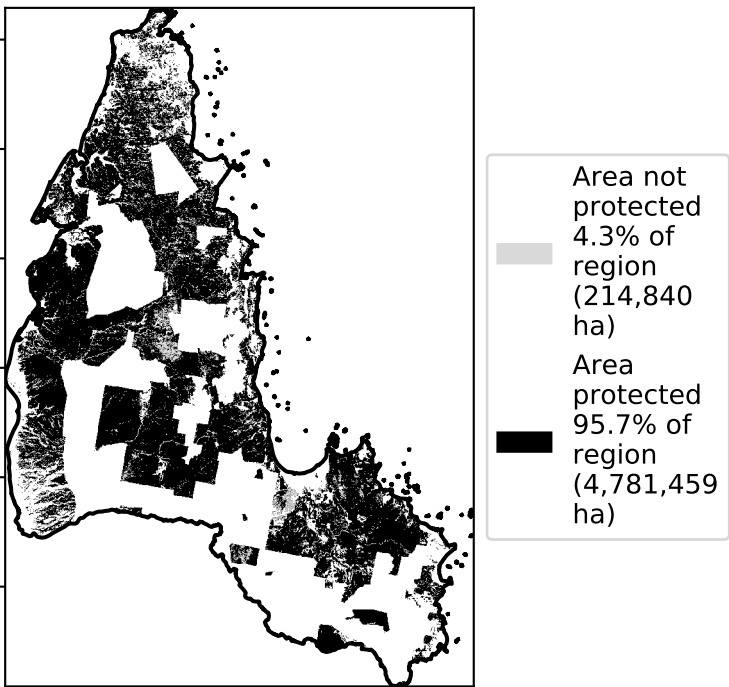 Area not
protected
4.3% of
region
(214,840
ha)
Area
protected
95.7% of
region
(4,781,459
ha)